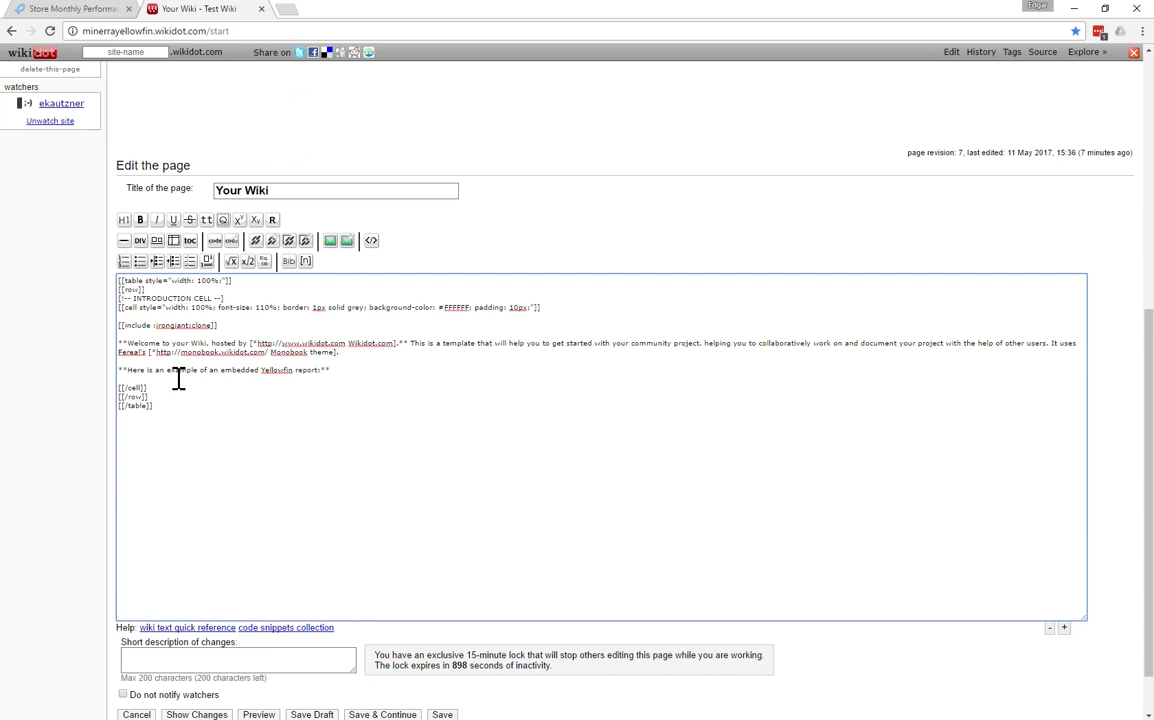 Store Monthly Performa
Your Wiki - Test Wiki
Edgar
minerrayellowfin.wikidot.com/start
wikidot
site-name
.wikidot.com
Share on
Edit
History
Tags
Source
Explore »
delete-this-page
watchers
ekautzner
Unwatch site
page revision: 7, last edited: 11 May 2017, 15:36 (7 minutes ago)
Edit the page
Title of the page:
Your Wiki
H1 B I U S tt Q X^Y X_Y R
DIV toc code
√x x/2 Bib [n]
[[table style="width: 100%;"]]
[[row]]
[!-- INTRODUCTION CELL --]
[[cell style="width: 100%; font-size: 110%; border: 1px solid grey; background-color: #FFFFFF; padding: 10px;"]]
[[include :irongiant:clone]]
**Welcome to your Wiki, hosted by [*http://www.wikidot.com Wikidot.com].** This is a template that will help you to get started with your community project, helping you to collaboratively work on and document your project with the help of other users. It uses
Fereal's [*http://monobook.wikidot.com/ Monobook theme].
**Here is an example of an embedded Yellowfin report:**
[[/cell]]
[[/row]]
[[/table]]
Help: wiki text quick reference code snippets collection
- +
Short description of changes:
You have an exclusive 15-minute lock that will stop others editing this page while you are working.
The lock expires in 898 seconds of inactivity.
Max 200 characters (200 characters left)
Do not notify watchers
Cancel
Show Changes
Preview
Save Draft
Save & Continue
Save